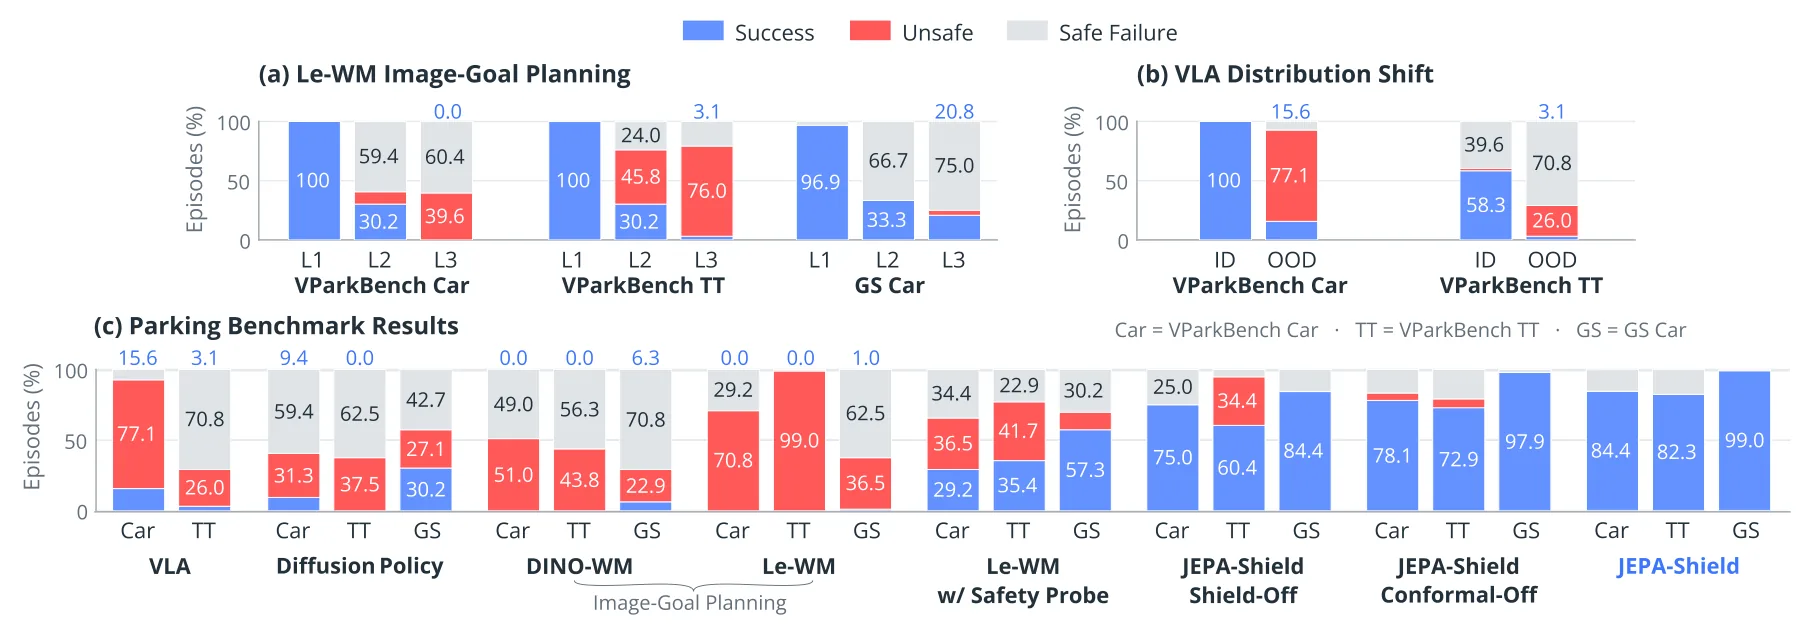 Success Unsafe Safe Failure
(a) Le-WM Image-Goal Planning
0.0 3.1 20.8
Episodes (%)
100
50
0
100 59.4 30.2 60.4 39.6
100 24.0 45.8 30.2 76.0
96.9 66.7 33.3 75.0
L1 L2 L3 L1 L2 L3 L1 L2 L3
VParkBench Car VParkBench TT GS Car
(b) VLA Distribution Shift
15.6 3.1
Episodes (%)
100
50
0
100 77.1
39.6 58.3 70.8 26.0
ID OOD ID OOD
VParkBench Car VParkBench TT
(c) Parking Benchmark Results
Car = VParkBench Car · TT = VParkBench TT · GS = GS Car
15.6 3.1 9.4 0.0 0.0 0.0 6.3 0.0 0.0 1.0
Episodes (%)
100
50
0
77.1 70.8 26.0
59.4 31.3 62.5 37.5 42.7 27.1 30.2
49.0 51.0 56.3 43.8 70.8 22.9
29.2 70.8 99.0 62.5 36.5
34.4 36.5 29.2 22.9 41.7 35.4 30.2 57.3
25.0 75.0 34.4 60.4 84.4
78.1 72.9 97.9
84.4 82.3 99.0
Car TT Car TT GS Car TT GS Car TT GS Car TT GS Car TT GS Car TT GS Car TT GS
VLA Diffusion Policy DINO-WM Le-WM
Image-Goal Planning
Le-WM
w/ Safety Probe
JEPA-Shield
Shield-Off
JEPA-Shield
Conformal-Off
JEPA-Shield